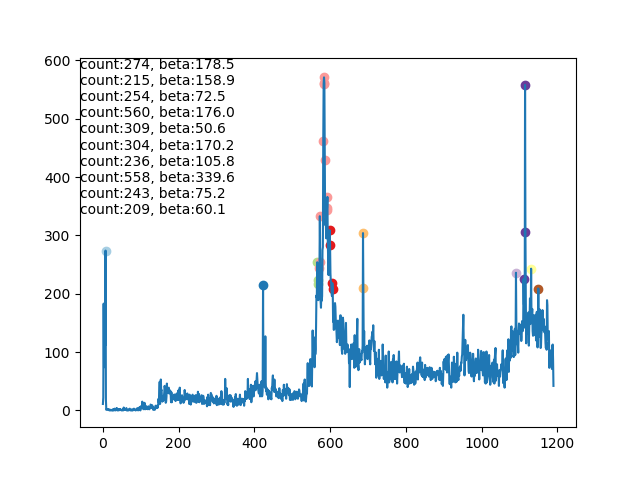 600
count:274, beta:178.5
count:215, beta:158.9
count:254, beta:72.5
count:560, beta:176.0
count:309, beta:50.6
count:304, beta:170.2
count:236, beta:105.8
count:558, beta:339.6
count:243, beta:75.2
count:209, beta:60.1
500
400
300
200
100
0
0 200 400 600 800 1000 1200